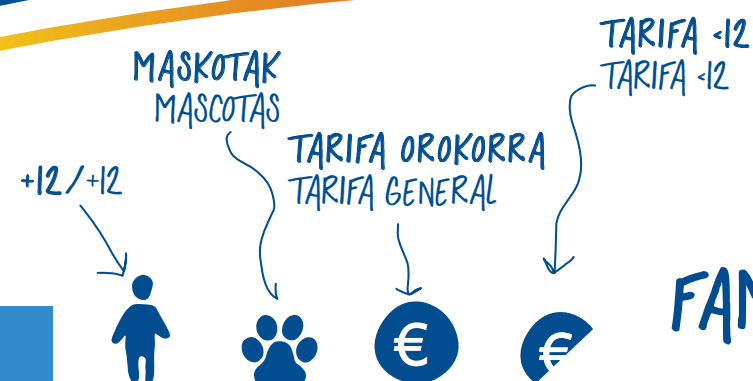 TARIFA <12
TARIFA <12
MASKOTAK
MASCOTAS
TARIFA OROKORRA
TARIFA GENERAL
+12/+12
€
€